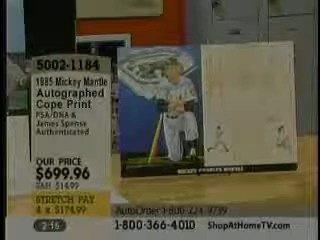 5002-1184
1985 Mickey Mantle
Autographed
Cope Print
PSA/DNA &
James Spense
Authenticated
OUR PRICE
$699.96
S&H $14.99
STRETCH PAY
4 x $174.99
MICKEY CHARLES MANTLE
AutoOrder 1-800-224-9739
2:16
1-800-366-4010
ShopAtHomeTV.com